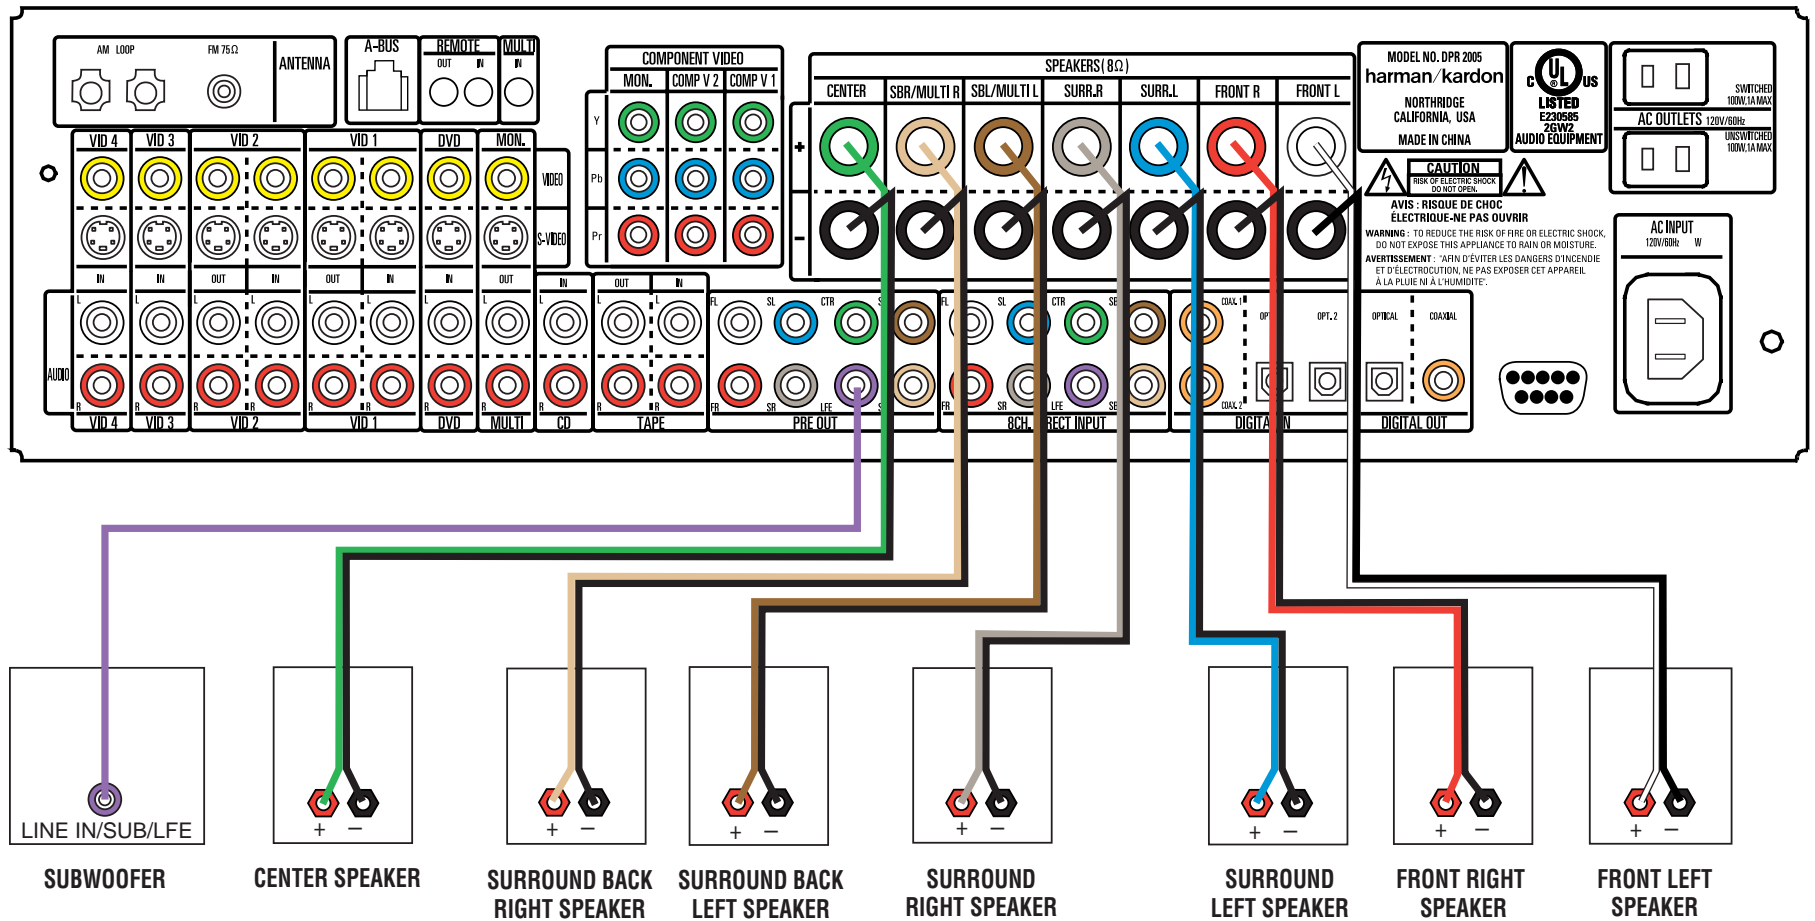 AM LOOP
FM 75Ω
ANTENNA
A-BUS
REMOTE
OUT
IN
MULTI
IN
COMPONENT VIDEO
MON.
COMP V 2
COMP V 1
Y
Pb
Pr
SPEAKERS(8Ω)
CENTER
SBR/MULTI R
SBL/MULTI L
SURR.R
SURR.L
FRONT R
FRONT L
+
–
MODEL NO. DPR 2005
harman/kardon
NORTHRIDGE
CALIFORNIA, USA
MADE IN CHINA
C UL US
®
LISTED
E230585
2GW2
AUDIO EQUIPMENT
SWITCHED
100W,1A MAX
AC OUTLETS 120V/60Hz
UNSWITCHED
100W,1A MAX
CAUTION
RISK OF ELECTRIC SHOCK
DO NOT OPEN.
AVIS : RISQUE DE CHOC
ÉLECTRIQUE-NE PAS OUVRIR
WARNING : TO REDUCE THE RISK OF FIRE OR ELECTRIC SHOCK,
DO NOT EXPOSE THIS APPLIANCE TO RAIN OR MOISTURE.
AVERTISSEMENT : "AFIN D'ÉVITER LES DANGERS D'INCENDIE
ET D'ÉLECTROCUTION, NE PAS EXPOSER CET APPAREIL
À LA PLUIE NI À L'HUMIDITE".
AC INPUT
120V/60Hz W
VID 4
VID 3
VID 2
VID 1
DVD
MON.
VIDEO
S-VIDEO
IN
IN
OUT
IN
OUT
IN
IN
OUT
IN
OUT
IN
L
L
L
L
L
L
L
L
L
L
L
AUDIO
R
R
R
R
R
R
R
R
R
R
R
VID 4
VID 3
VID 2
VID 1
DVD
MULTI
CD
TAPE
FL
SL
CTR
FR
SR
LFE
PRE OUT
FL
SL
CTR
SB
FR
SR
LFE
SB
8CH.
RECT INPUT
COAX. 1
COAX. 2
OPT. 2
OPTICAL
COAXIAL
DIGITAL OUT
LINE IN/SUB/LFE
+ –
+ –
+ –
+ –
+ –
+ –
+ –
SUBWOOFER
CENTER SPEAKER
SURROUND BACK
RIGHT SPEAKER
SURROUND BACK
LEFT SPEAKER
SURROUND
RIGHT SPEAKER
SURROUND
LEFT SPEAKER
FRONT RIGHT
SPEAKER
FRONT LEFT
SPEAKER